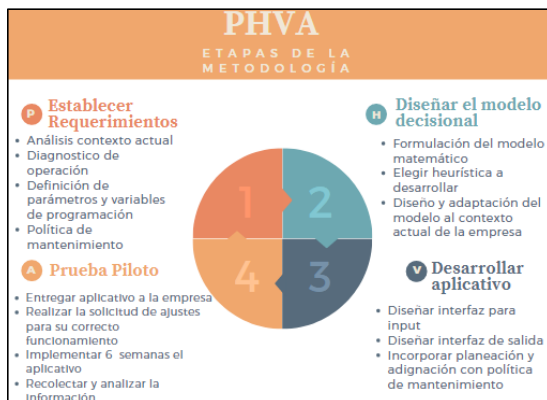 PHVA
ETAPAS DE LA
METODOLOGÍA
P
Establecer
Requerimientos
• Análisis contexto actual
• Diagnostico de
operación
• Definición de
parámetros y variables
de programación
• Política de
mantenimiento
H
Diseñar el modelo
decisional
• Formulación del modelo
matemático
• Elegir heurística a
desarrollar
• Diseño y adaptación del
modelo al contexto
actual de la empresa
1
2
4
3
A
Prueba Piloto
• Entregar aplicativo a la empresa
• Realizar la solicitud de ajustes
para su correcto
funcionamiento
• Implementar 6 semanas el
aplicativo
• Recolectar y analizar la
información
V
Desarrollar
aplicativo
• Diseñar interfaz para
input
• Diseñar interfaz de salida
• Incorporar planeación y
adignación con política
de mantenimiento